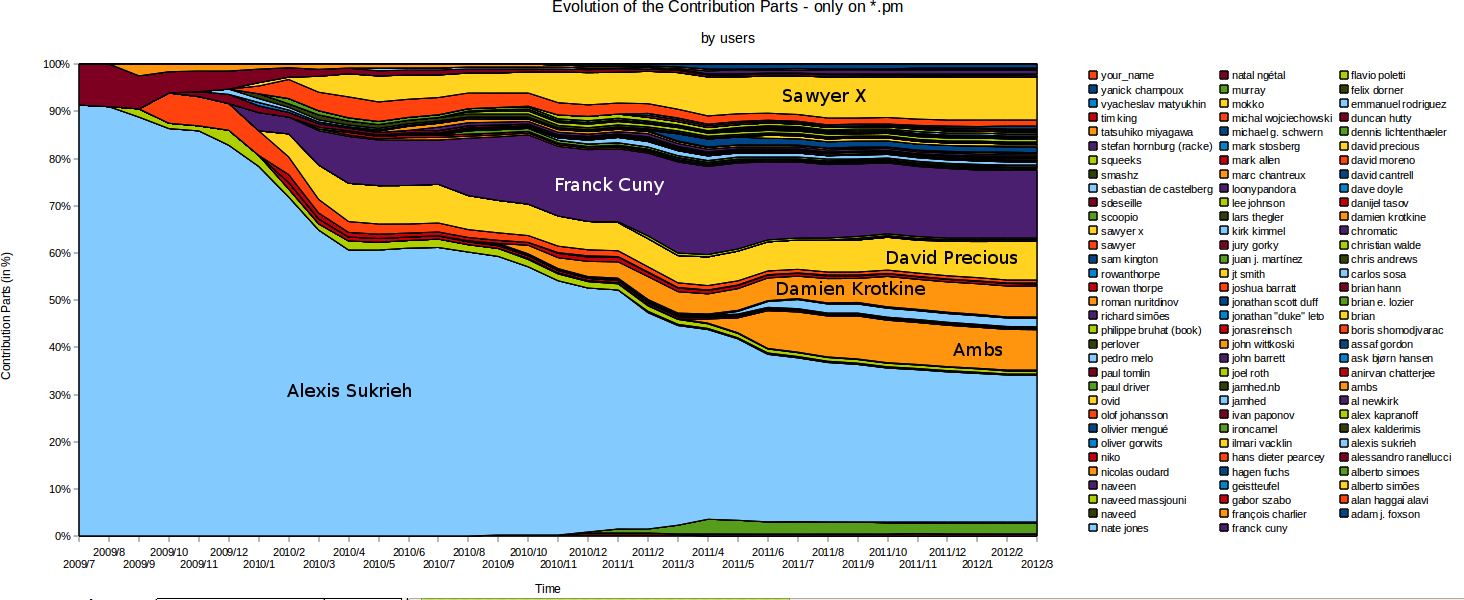 Evolution of the Contribution Parts - only on *.pm
by users
100%
90%
80%
70%
60%
50%
40%
30%
20%
10%
0%
Contribution Parts (in %)
Sawyer X
Franck Cuny
David Precious
Damien Krotkine
Ambs
Alexis Sukrieh
2009/8 2009/10 2009/12 2010/2 2010/4 2010/6 2010/8 2010/10 2010/12 2011/2 2011/4 2011/6 2011/8 2011/10 2011/12 2012/2
2009/7 2009/9 2009/11 2010/1 2010/3 2010/5 2010/7 2010/9 2010/11 2011/1 2011/3 2011/5 2011/7 2011/9 2011/11 2012/1 2012/3
Time
your_name
yanick champoux
vyacheslav matyukhin
tim king
tatsuhiko miyagawa
stefan hornburg (racke)
squeeks
smashz
sebastian de castelberg
sdeseille
scoopio
sawyer x
sawyer
sam kington
rowanthorpe
rowan thorpe
roman nuritdinov
richard simões
philippe bruhat (book)
perlover
pedro melo
paul tomlin
paul driver
ovid
olof johansson
olivier mengué
oliver gorwits
niko
nicolas oudard
naveen
naveed massjouni
naveed
nate jones
natal ngétal
murray
mokko
michal wojciechowski
michael g. schwern
mark stosberg
mark allen
marc chantreux
loonypandora
lee johnson
lars thegler
kirk kimmel
jury gorky
juan j. martínez
jt smith
joshua barratt
jonathan scott duff
jonathan "duke" leto
jonasreinsch
john wittkoski
john barrett
joel roth
jamhed.nb
jamhed
ivan paponov
ironcamel
ilmari vacklin
hans dieter pearcey
hagen fuchs
geistteufel
gabor szabo
françois charlier
franck cuny
flavio poletti
felix dorner
emmanuel rodriguez
duncan hutty
dennis lichtenthaeler
david precious
david moreno
david cantrell
dave doyle
danijel tasov
damien krotkine
chromatic
christian walde
chris andrews
carlos sosa
brian hann
brian e. lozier
brian
boris shomodjvarac
assaf gordon
ask bjørn hansen
anirvan chatterjee
ambs
al newkirk
alex kapranoff
alex kalderimis
alexis sukrieh
alessandro ranellucci
alberto simoes
alberto simões
alan haggai alavi
adam j. foxson